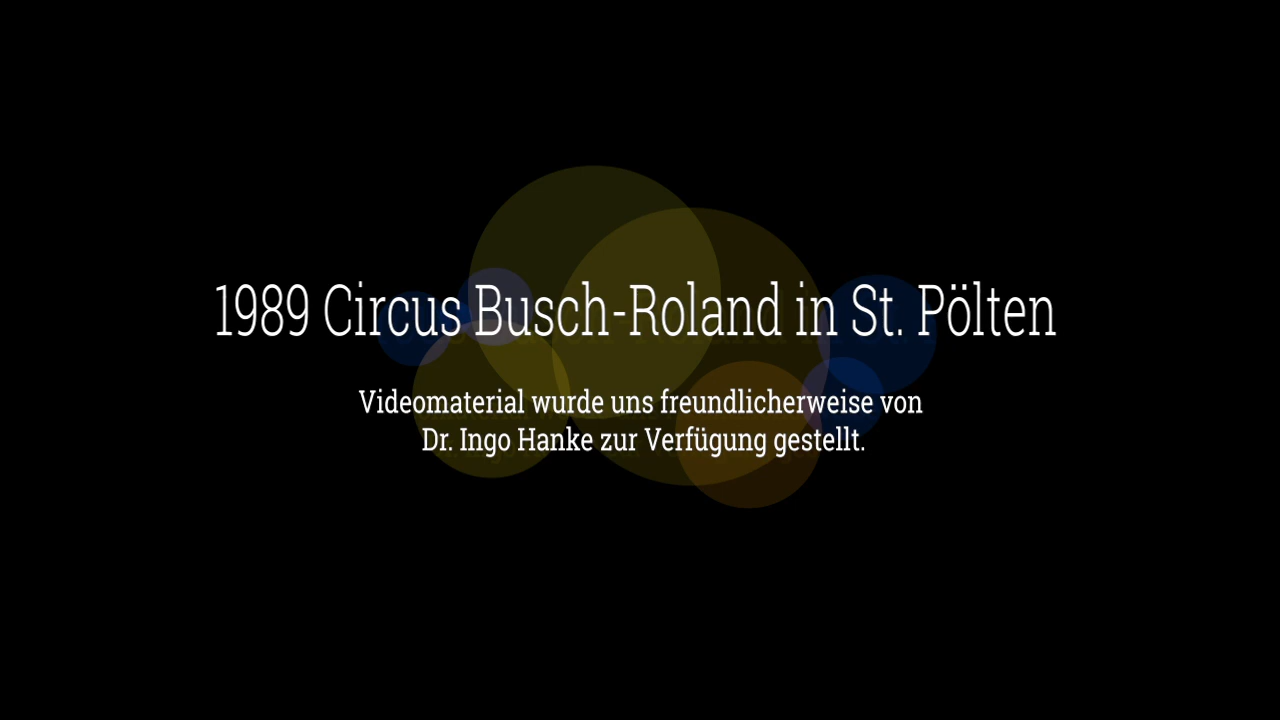 1989 Circus Busch-Roland in St. Pölten
Videomaterial wurde uns freundlicherweise von
Dr. Ingo Hanke zur Verfügung gestellt.